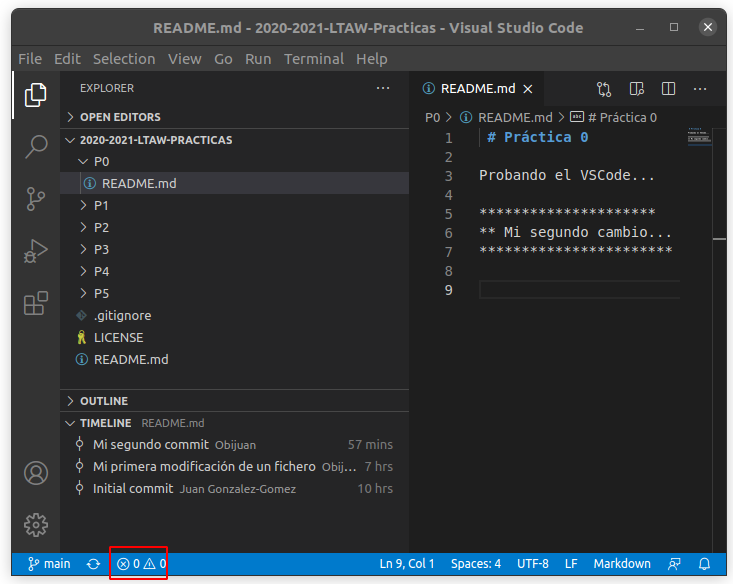 README.md - 2020-2021-LTAW-Practicas - Visual Studio Code
File Edit Selection View Go Run Terminal Help
EXPLORER
OPEN EDITORS
2020-2021-LTAW-PRACTICAS
P0
README.md
P1
P2
P3
P4
P5
.gitignore
LICENSE
README.md
OUTLINE
TIMELINE README.md
Mi segundo commit Obijuan 57 mins
Mi primera modificación de un fichero Obij... 7 hrs
Initial commit Juan Gonzalez-Gomez 10 hrs
README.md
P0 > README.md > # Práctica 0
1 # Práctica 0
2
3 Probando el VSCode...
4
5 *********************
6 ** Mi segundo cambio...
7 ***********************
8
9
main 0 0 Ln 9, Col 1 Spaces: 4 UTF-8 LF Markdown